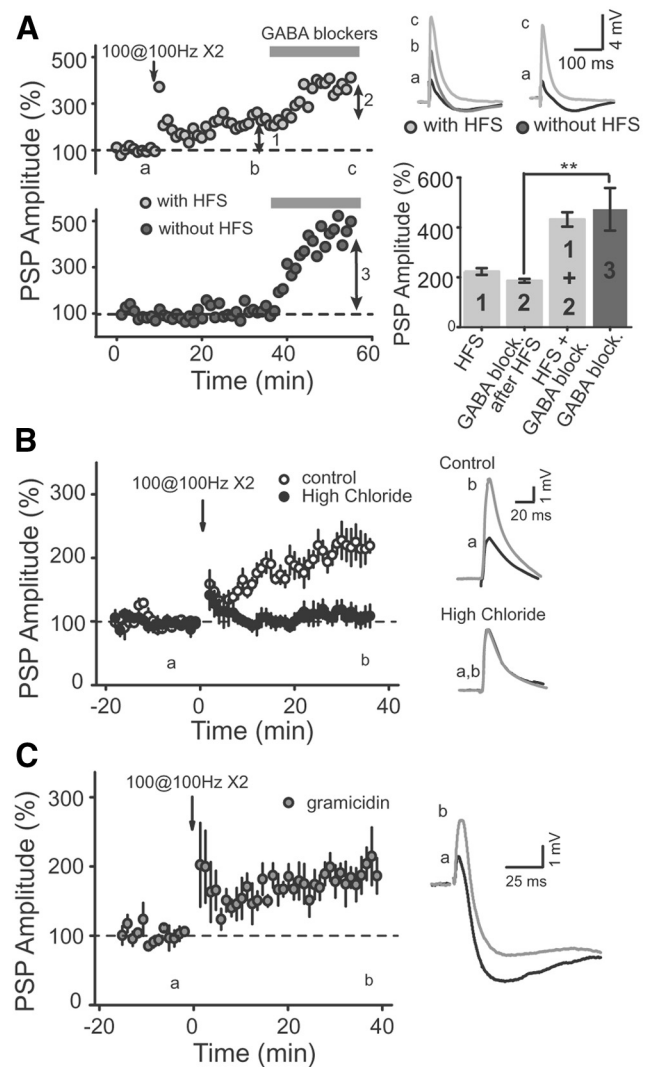 A
100@100Hz X2
GABA blockers
PSP Amplitude (%)
500
300
100
2
1
a
b
c
with HFS
without HFS
500
300
100
3
0
20
40
60
Time (min)
c
b
a
c
a
4 mV
100 ms
with HFS
without HFS
PSP Amplitude (%)
600
400
200
0
**
1
2
1
+
2
3
HFS
GABA block.
after HFS
HFS +
GABA block.
GABA block.
B
100@100Hz X2
control
High Chloride
PSP Amplitude (%)
300
200
100
0
a
b
-20
0
20
40
Time (min)
Control
b
a
1 mV
20 ms
High Chloride
a,b
C
100@100Hz X2
gramicidin
PSP Amplitude (%)
300
200
100
0
a
b
-20
0
20
40
Time (min)
b
a
1 mV
25 ms